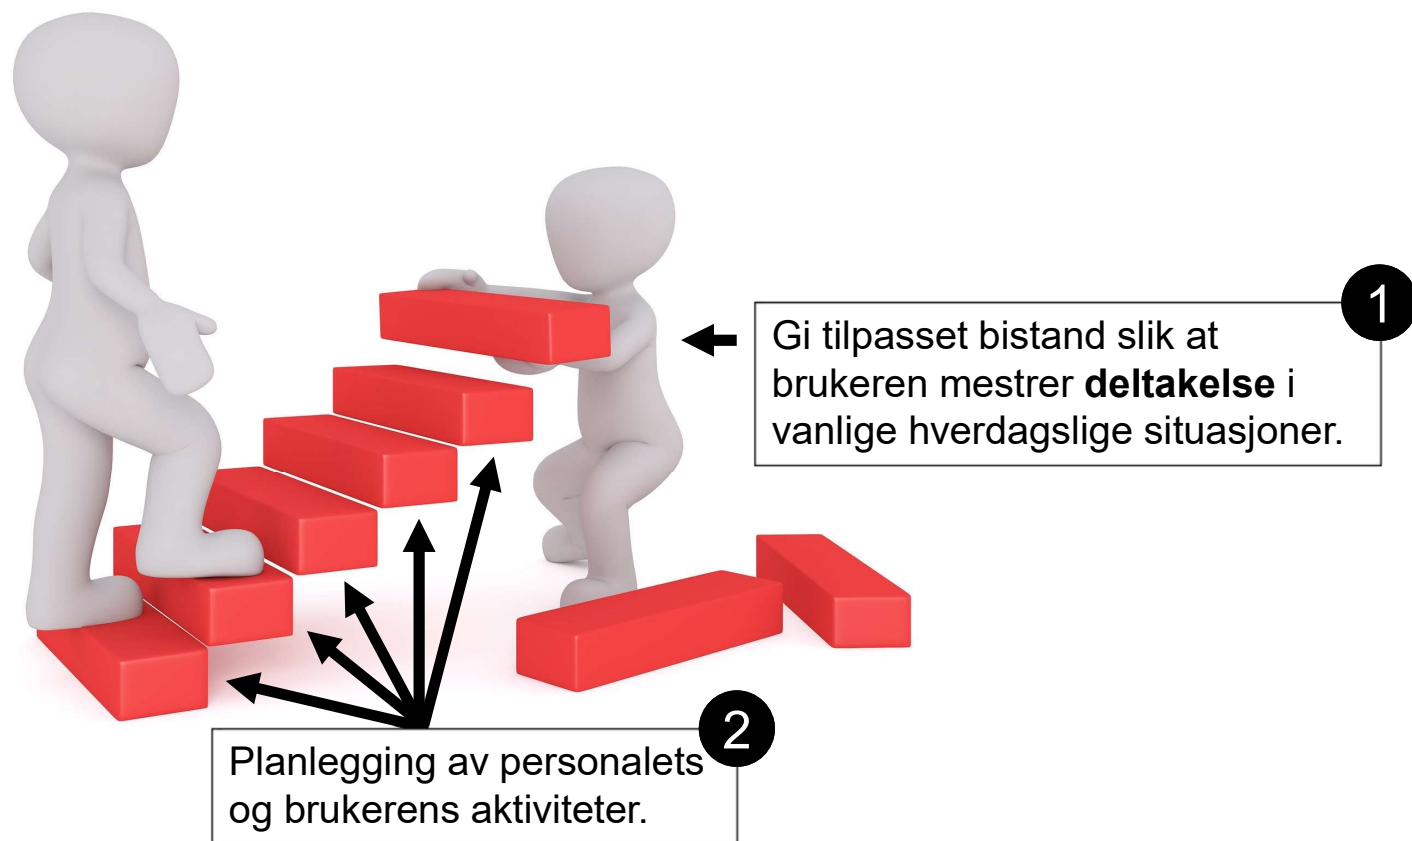 1
Gi tilpasset bistand slik at
brukeren mestrer deltakelse i
vanlige hverdagslige situasjoner.
2
Planlegging av personalets
og brukerens aktiviteter.